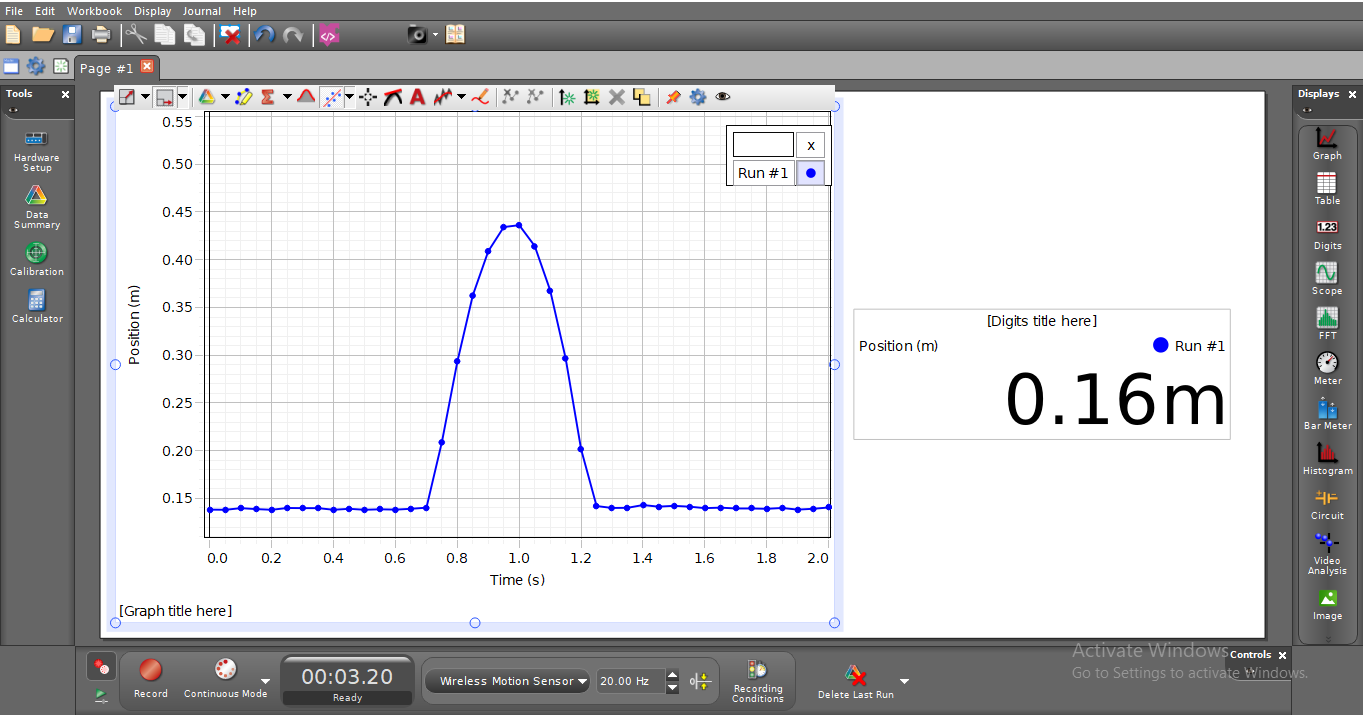 File Edit Workbook Display Journal Help
Page #1
Tools
Hardware
Setup
Data
Summary
Calibration
Calculator
0.55
0.50
0.45
0.40
0.35
0.30
0.25
0.20
0.15
Position (m)
x
Run #1
0.0 0.2 0.4 0.6 0.8 1.0 1.2 1.4 1.6 1.8 2.0
Time (s)
[Graph title here]
[Digits title here]
Position (m) Run #1
0.16m
Displays
Graph
Table
1.23
Digits
Scope
FFT
Meter
Bar Meter
Histogram
Circuit
Video
Analysis
Image
Activate Windows
Go to Settings to activate Windows.
Controls
Record
Continuous Mode
00:03.20
Ready
Wireless Motion Sensor
20.00 Hz
Recording
Conditions
Delete Last Run